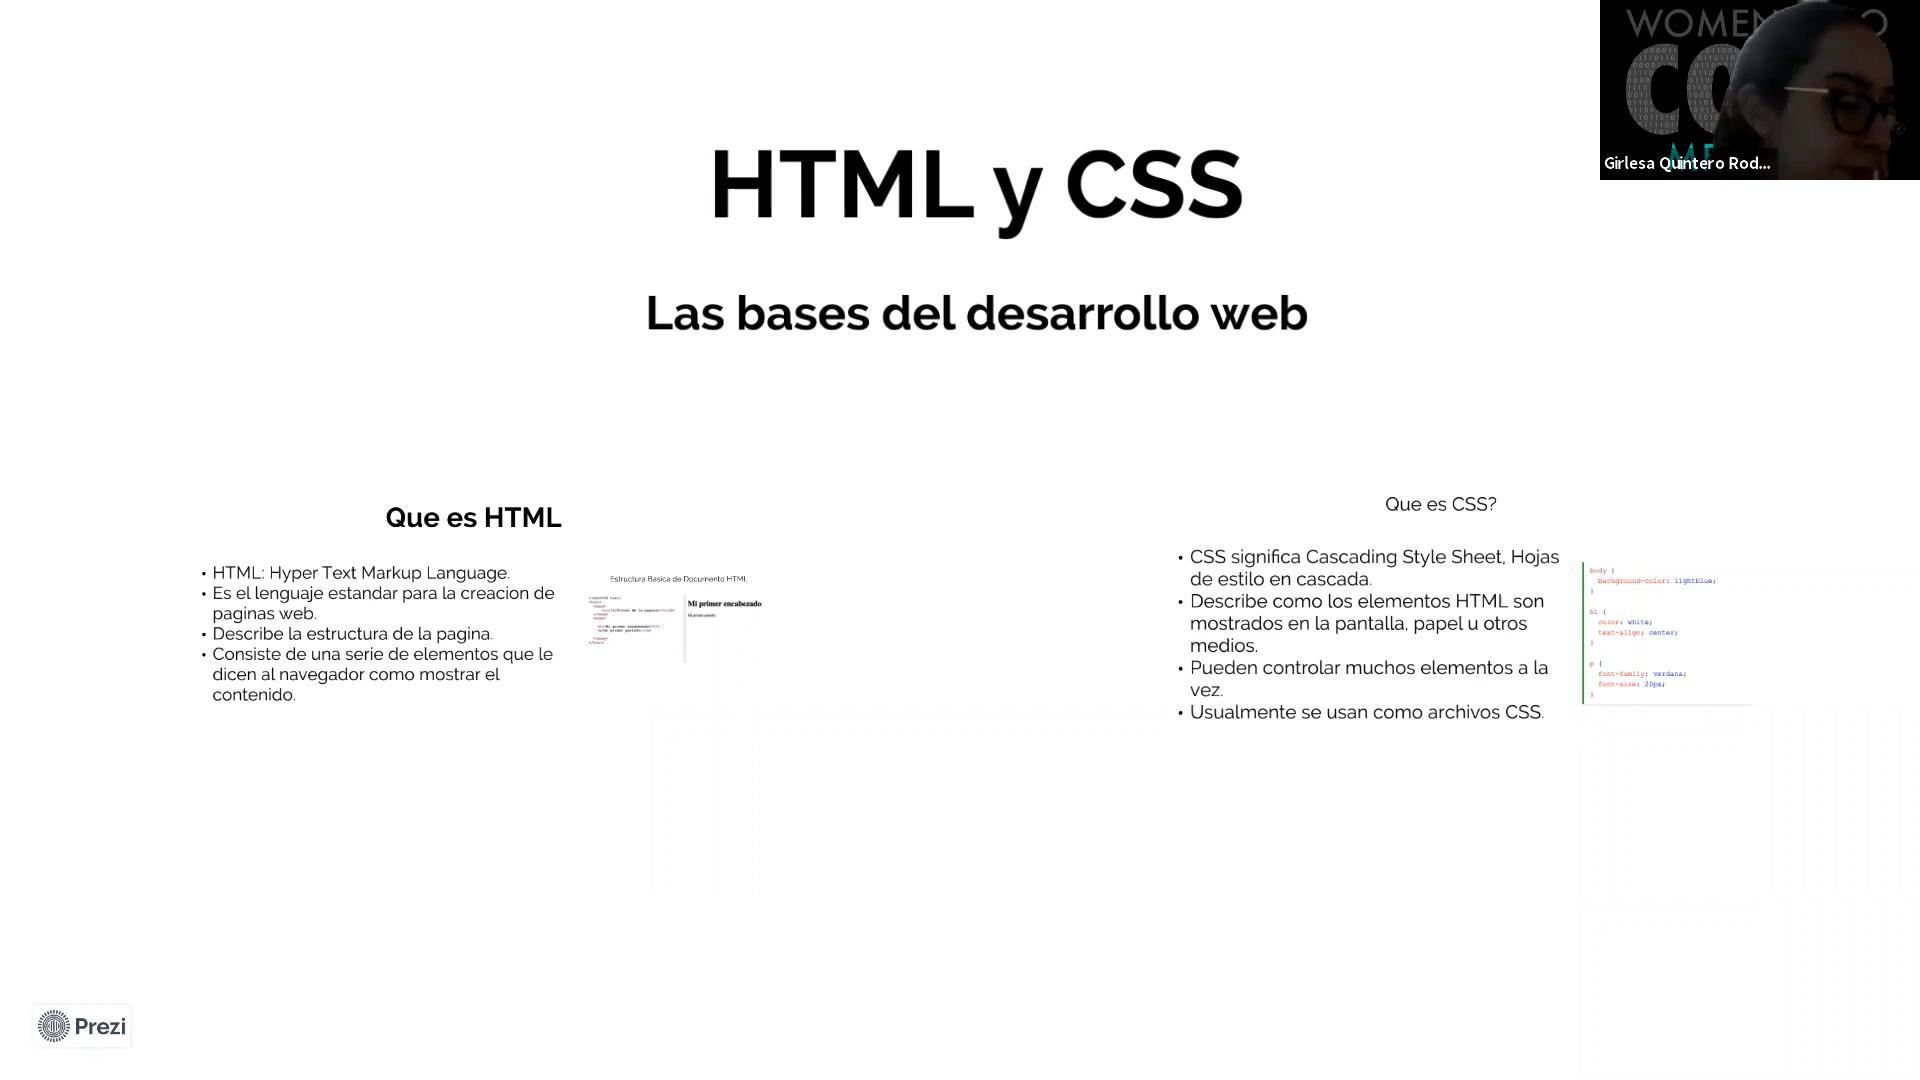 HTML y CSS
Las bases del desarrollo web
Que es HTML
• HTML: Hyper Text Markup Language.
• Es el lenguaje estandar para la creacion de
paginas web.
• Describe la estructura de la pagina.
• Consiste de una serie de elementos que le
dicen al navegador como mostrar el
contenido.
Estructura Basica de Documento HTML
Mi primer encabezado
Que es CSS?
• CSS significa Cascading Style Sheet, Hojas
de estilo en cascada.
• Describe como los elementos HTML son
mostrados en la pantalla, papel u otros
medios.
• Pueden controlar muchos elementos a la
vez.
• Usualmente se usan como archivos CSS.
body {
background-color: lightblue;
}
h1 {
color: white;
text-align: center;
}
p {
font-family: verdana;
font-size: 20px;
}
Girlesa Quintero Rod...
Prezi